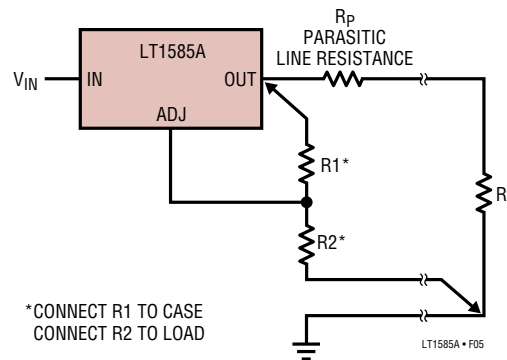 RP
PARASITIC
LINE RESISTANCE
LT1585A
VIN
IN
OUT
ADJ
R1*
R
R2*
*CONNECT R1 TO CASE
CONNECT R2 TO LOAD
LT1585A • F05